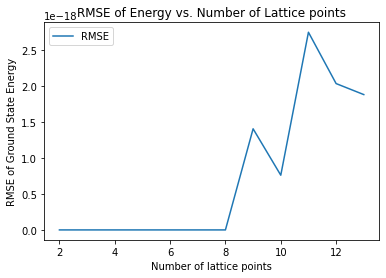 1e−18 RMSE of Energy vs. Number of Lattice points
RMSE
2.5
2.0
1.5
1.0
0.5
0.0
RMSE of Ground State Energy
2 4 6 8 10 12
Number of lattice points